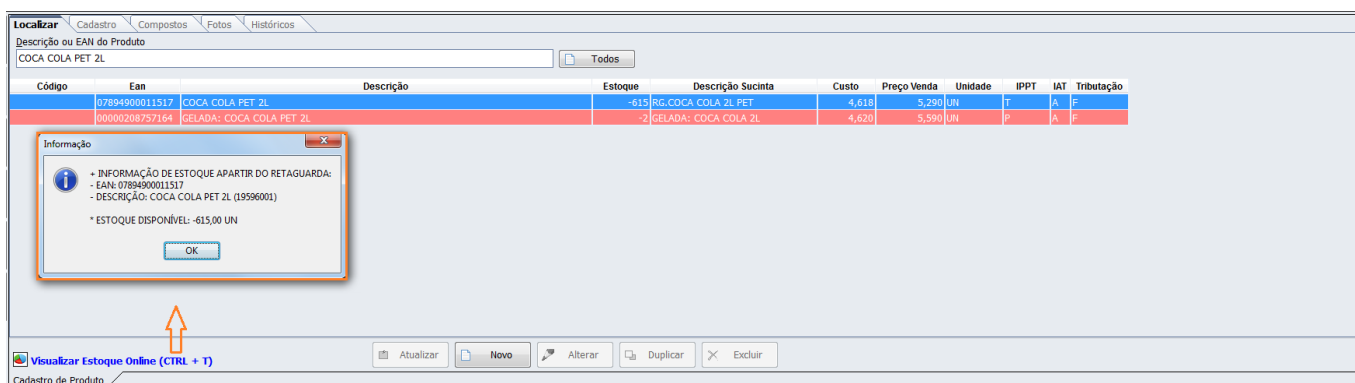 Localizar Cadastro Compostos Fotos Históricos
Descrição ou EAN do Produto
COCA COLA PET 2L Todos
Código Ean Descrição Estoque Descrição Sucinta Custo Preço Venda Unidade IPPT IAT Tributação
07894900011517 COCA COLA PET 2L -615 RG.COCA COLA 2L PET 4,618 5,290 UN T A F
00000208757164 GELADA: COCA COLA PET 2L -2 GELADA: COCA COLA 2L 4,620 5,590 UN P A F
Informação
+ INFORMAÇÃO DE ESTOQUE APARTIR DO RETAGUARDA:
- EAN: 07894900011517
- DESCRIÇÃO: COCA COLA PET 2L (19596001)
* ESTOQUE DISPONÍVEL: -615,00 UN
OK
Visualizar Estoque Online (CTRL + T) Atualizar Novo Alterar Duplicar Excluir
Cadastro de Produto